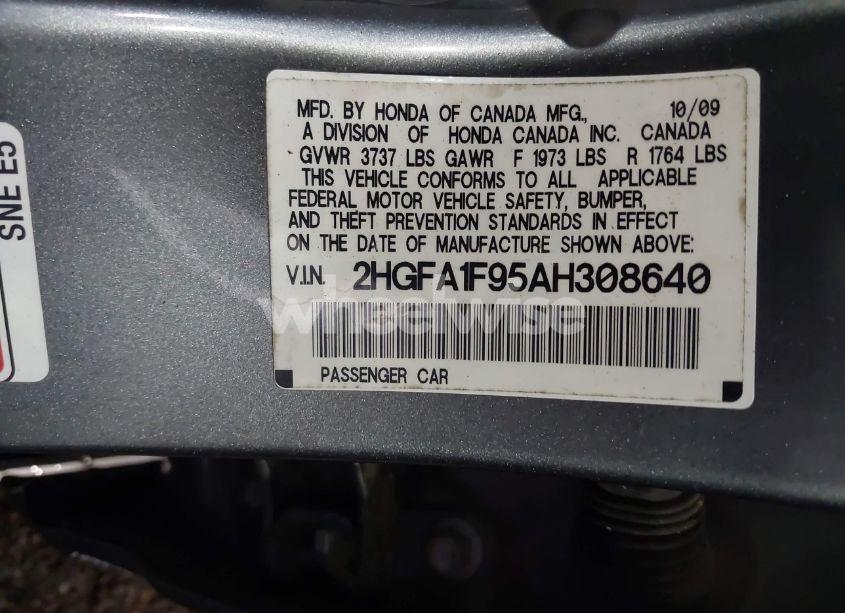 MFD. BY HONDA OF CANADA MFG., 10/09
A DIVISION OF HONDA CANADA INC. CANADA
GVWR 3737 LBS GAWR F 1973 LBS R 1764 LBS
THIS VEHICLE CONFORMS TO ALL APPLICABLE
FEDERAL MOTOR VEHICLE SAFETY, BUMPER,
AND THEFT PREVENTION STANDARDS IN EFFECT
ON THE DATE OF MANUFACTURE SHOWN ABOVE:
V.I.N. 2HGFA1F95AH308640
wheelwise
PASSENGER CAR
SNE E5